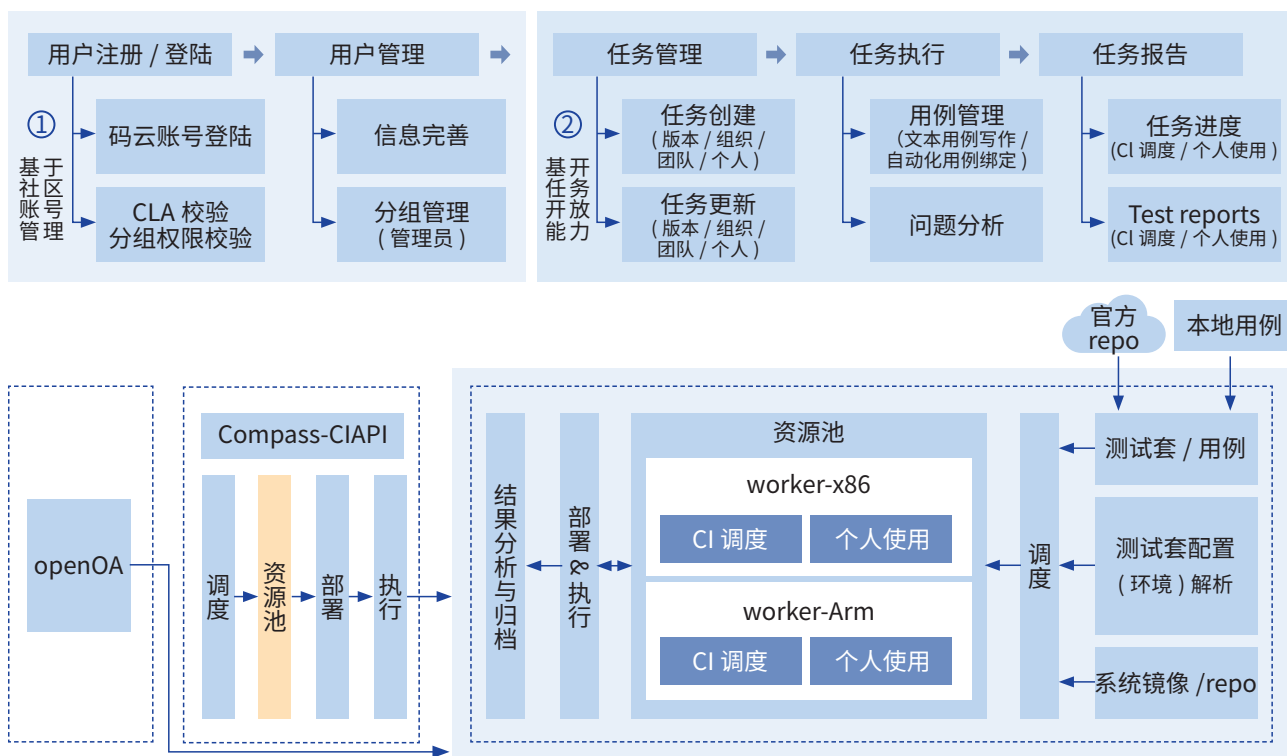 用户注册 / 登陆
用户管理
①
基于
社区
账号
管理
码云账号登陆
CLA 校验
分组权限校验
信息完善
分组管理
( 管理员 )
任务管理
任务执行
任务报告
②
基开
任务
开放
能力
任务创建
( 版本 / 组织 /
团队 / 个人 )
任务更新
( 版本 / 组织 /
团队 / 个人 )
用例管理
(文本用例写作 /
自动化用例绑定 )
问题分析
任务进度
(CI 调度 / 个人使用 )
Test reports
(CI 调度 / 个人使用 )
官方
repo
本地用例
openOA
Compass-CIAPI
调度
资源池
部署
执行
结果分析与归档
部署&执行
资源池
worker-x86
CI 调度
个人使用
worker-Arm
CI 调度
个人使用
调度
测试套 / 用例
测试套配置
( 环境 ) 解析
系统镜像 /repo